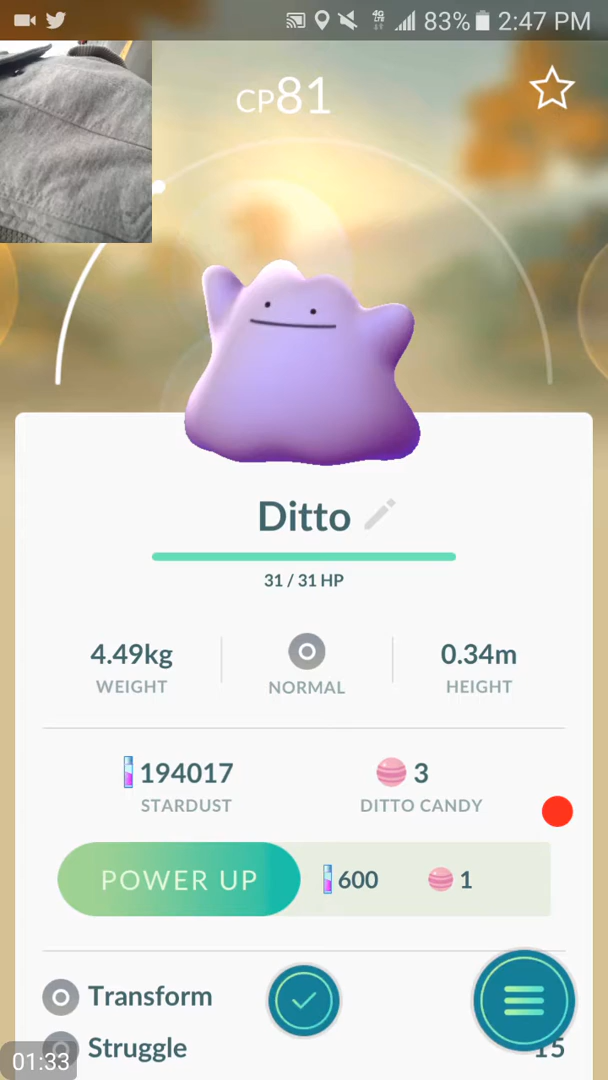 83% 2:47 PM
CP81
Ditto
31 / 31 HP
4.49kg
WEIGHT
NORMAL
0.34m
HEIGHT
194017
STARDUST
3
DITTO CANDY
POWER UP
600
1
Transform
Struggle
15
01:33